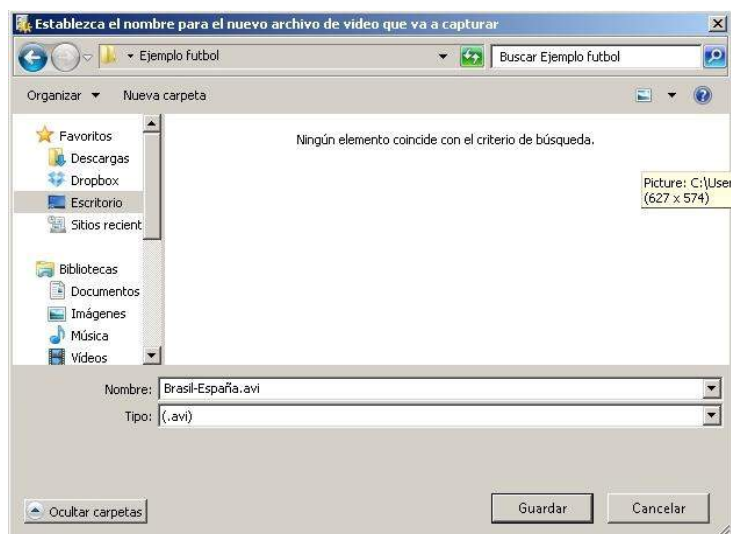 Establezca el nombre para el nuevo archivo de video que va a capturar
Ejemplo futbol
Buscar Ejemplo futbol
Organizar
Nueva carpeta
Favoritos
Descargas
Dropbox
Escritorio
Sitios recient
Bibliotecas
Documentos
Imágenes
Música
Vídeos
Ningún elemento coincide con el criterio de búsqueda.
Picture: C:\User
(627 x 574)
Nombre: Brasil-España.avi
Tipo: (.avi)
Ocultar carpetas
Guardar
Cancelar